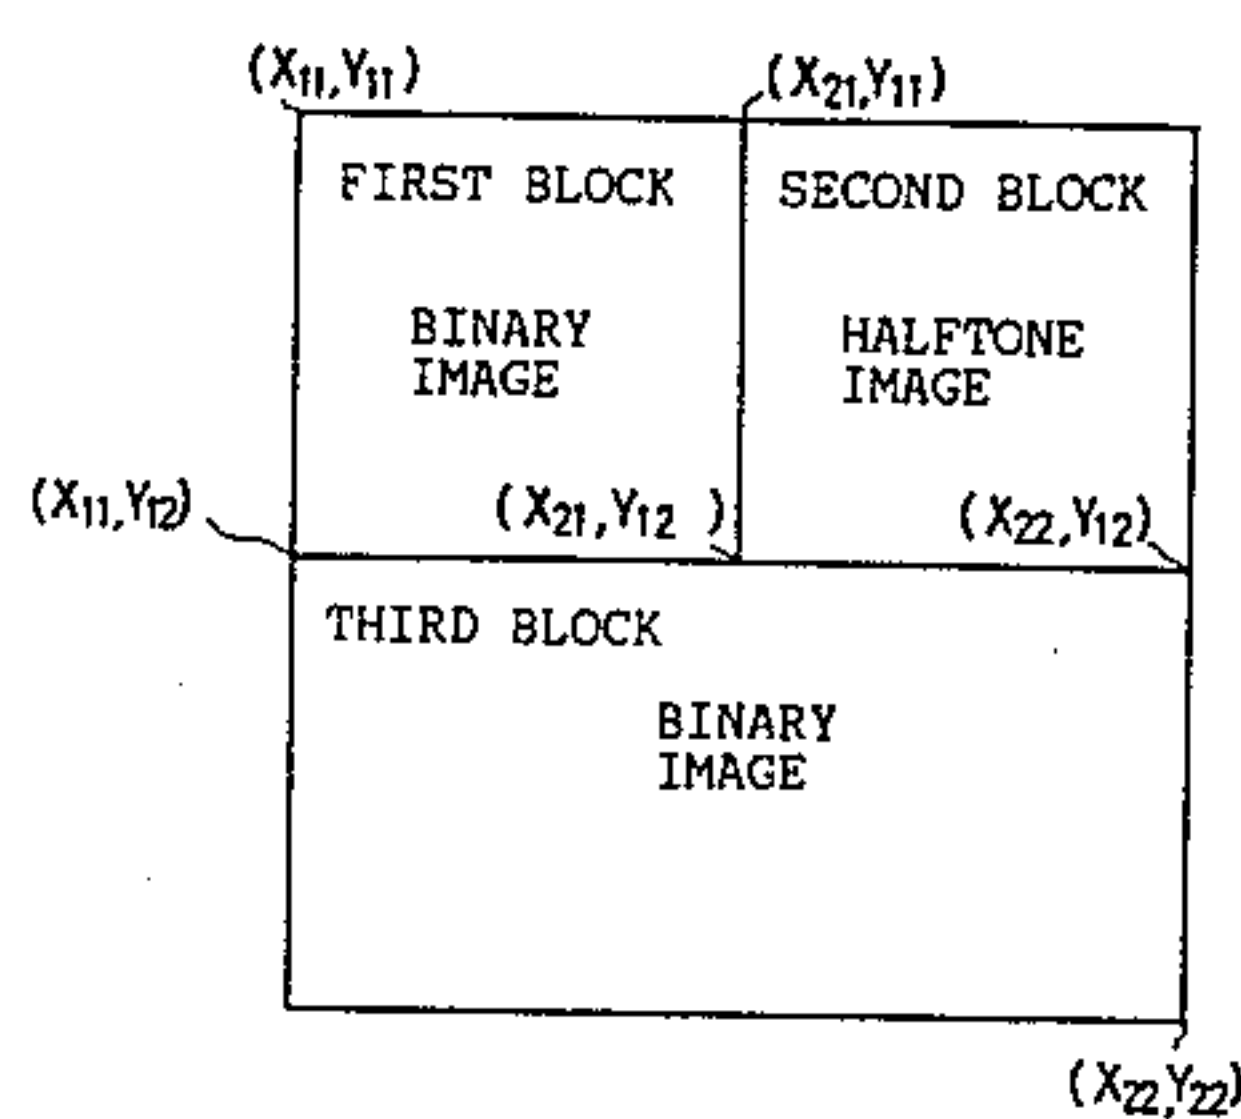 (X11,Y11)
(X21,Y11)
FIRST BLOCK
SECOND BLOCK
BINARY
IMAGE
HALFTONE
IMAGE
(X11,Y12)
(X21,Y12 )
(X22,Y12)
THIRD BLOCK
BINARY
IMAGE
(X22,Y22)